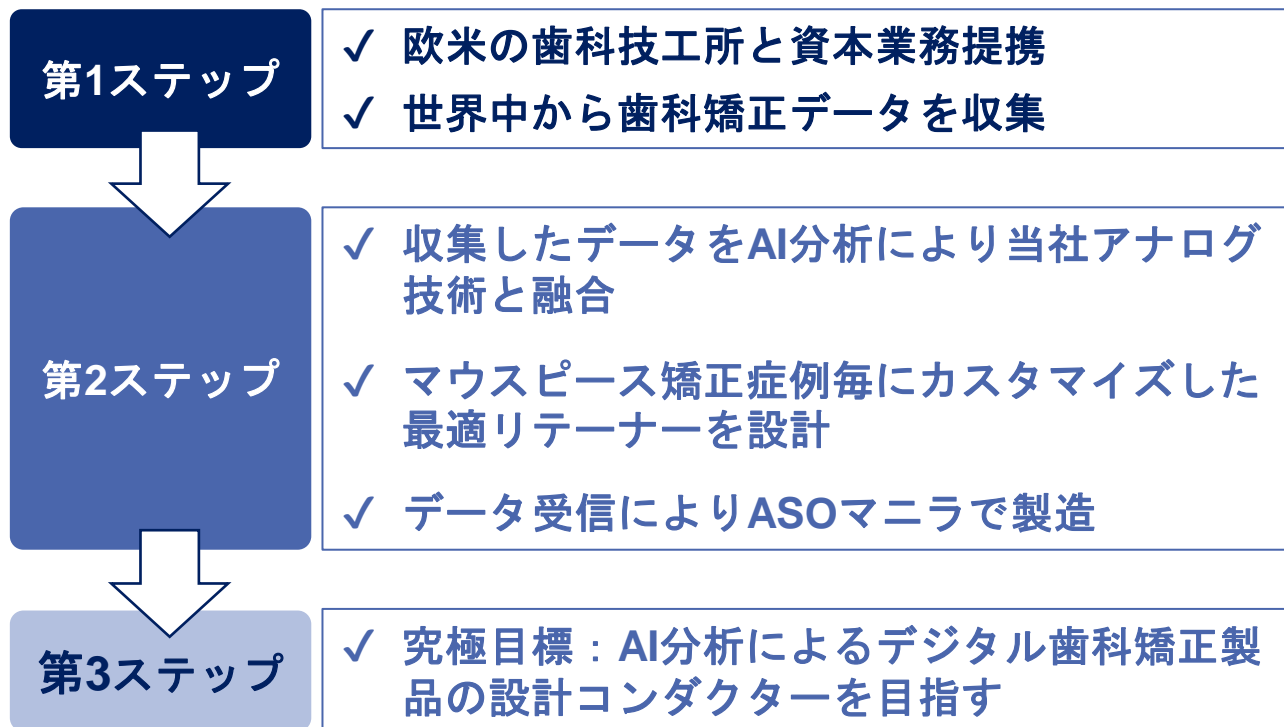 第1ステップ
✓ 欧米の歯科技工所と資本業務提携
✓ 世界中から歯科矯正データを収集
第2ステップ
✓ 収集したデータをAI分析により当社アナログ
技術と融合
✓ マウスピース矯正症例毎にカスタマイズした
最適リテーナーを設計
✓ データ受信によりASOマニラで製造
第3ステップ
✓ 究極目標：AI分析によるデジタル歯科矯正製
品の設計コンダクターを目指す